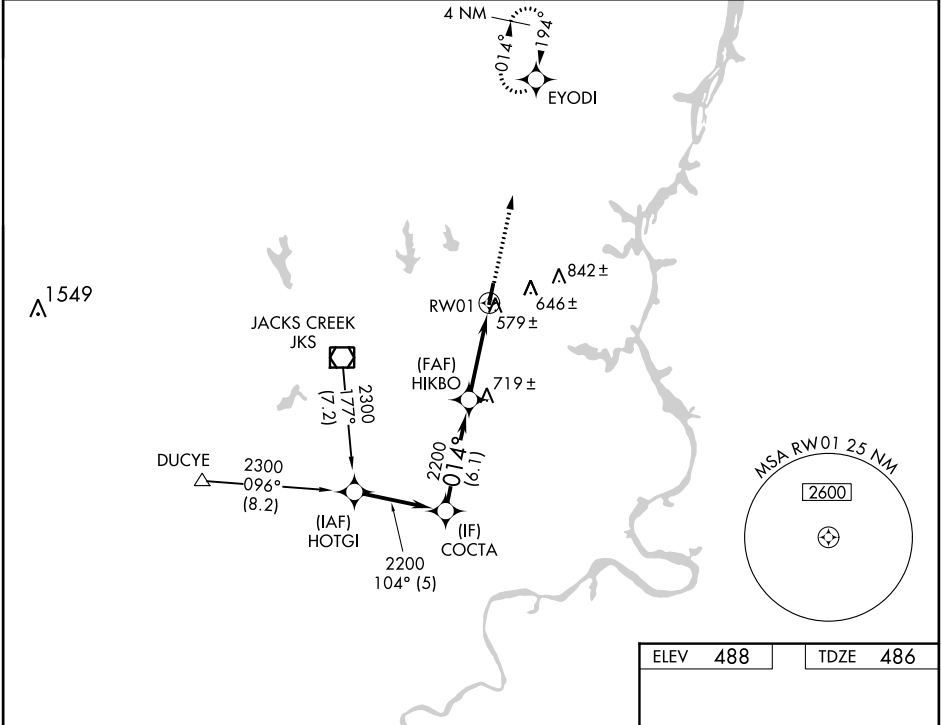 4 NM
014°
194°
EYODI
1549
842±
646±
RW01
579±
JACKS CREEK
JKS
(FAF)
HIKBO
719±
2300
177°
(7.2)
2200
014°
(6.1)
DUCYE
2300
096°
(8.2)
(IAF)
HOTGI
(IF)
COCTA
2200
104° (5)
MSA RW01 25 NM
2600
ELEV 488
TDZE 486